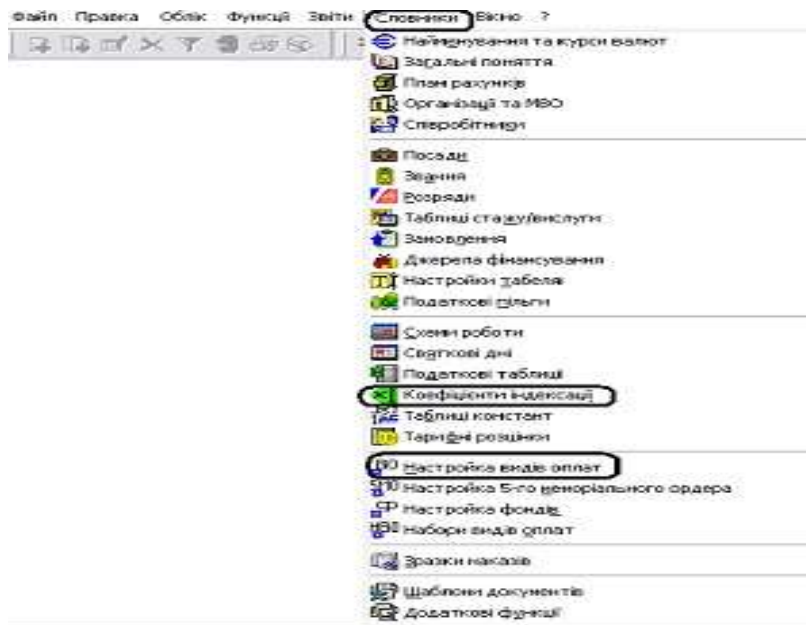 Файл Правка Облік Функції Звіти Словники Вікно ?
Найменування та курси валют
Загальні поняття
План рахунків
Організації та МВО
Співробітники
Посади
Звання
Розряди
Таблиці стажу/вислуги
Замовлення
Джерела фінансування
Настройки табеля
Податкові пільги
Схеми роботи
Святкові дні
Податкові таблиці
Коефіцієнти індексації
Таблиці констант
Тарифні розцінки
Настройка видів оплат
Настройка 5-го меморіального ордера
Настройка фондів
Набори видів оплат
Зразки наказів
Шаблони документів
Додаткові функції